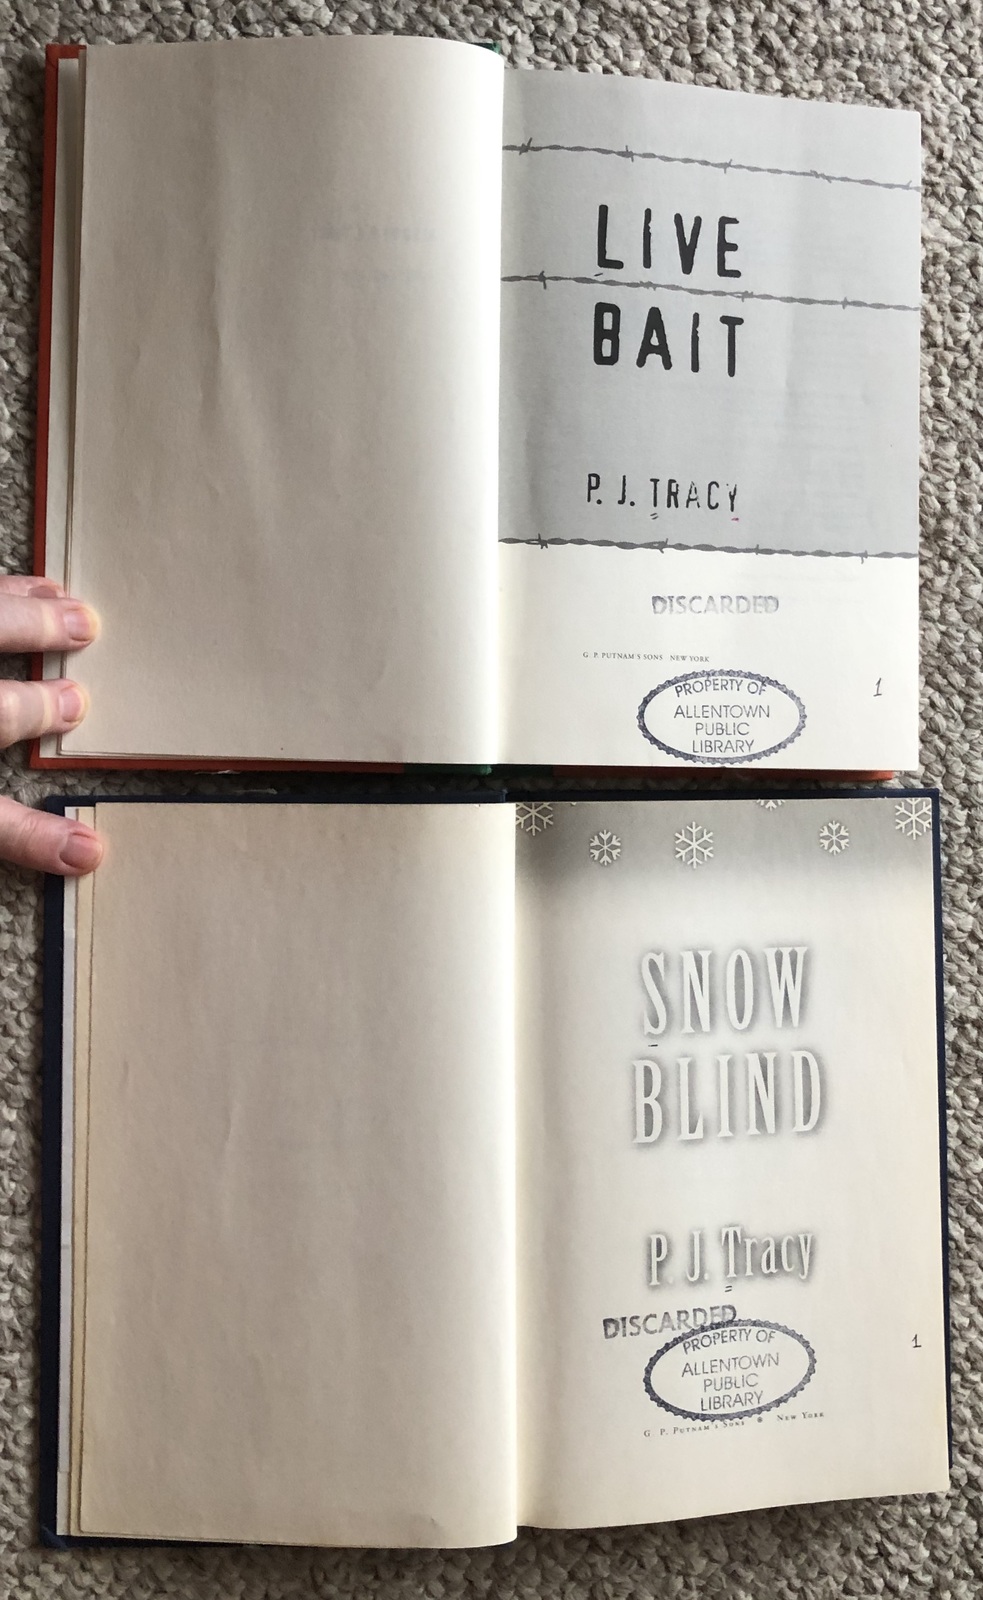 LIVE
BAIT
P. J. TRACY
DISCARDED
G. P. PUTNAM'S SONS NEW YORK
1
PROPERTY OF
ALLENTOWN
PUBLIC
LIBRARY
SNOW
BLIND
P. J. Tracy
DISCARDED
PROPERTY OF
ALLENTOWN
PUBLIC
LIBRARY
1
G. P. PUTNAM'S SONS * NEW YORK